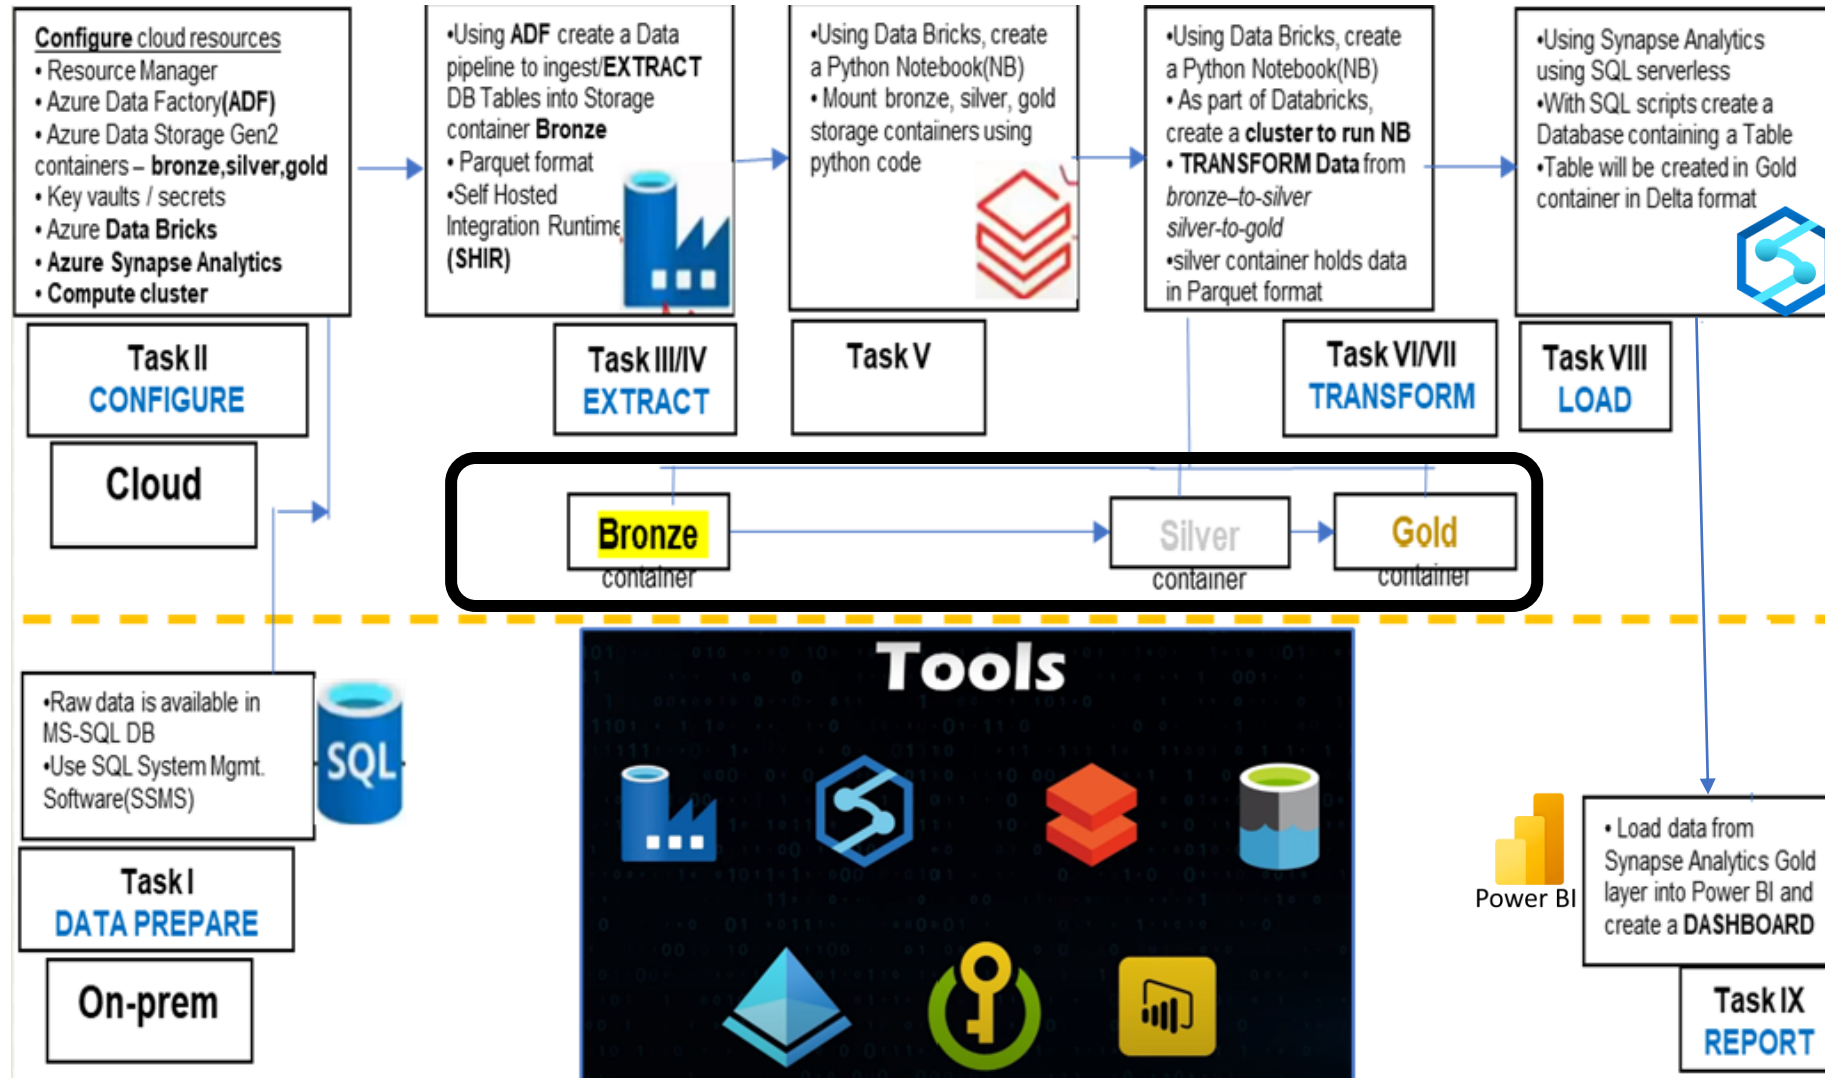 Configure cloud resources
• Resource Manager
• Azure Data Factory(ADF)
• Azure Data Storage Gen2
containers – bronze,silver,gold
• Key vaults / secrets
• Azure Data Bricks
• Azure Synapse Analytics
• Compute cluster
Task II
CONFIGURE
Cloud
•Using ADF create a Data
pipeline to ingest/EXTRACT
DB Tables into Storage
container Bronze
• Parquet format
•Self Hosted
Integration Runtime
(SHIR)
Task III/IV
EXTRACT
•Using Data Bricks, create
a Python Notebook(NB)
• Mount bronze, silver, gold
storage containers using
python code
Task V
•Using Data Bricks, create
a Python Notebook(NB)
• As part of Databricks,
create a cluster to run NB
• TRANSFORM Data from
bronze–to-silver
silver-to-gold
•silver container holds data
in Parquet format
Task VI/VII
TRANSFORM
•Using Synapse Analytics
using SQL serverless
•With SQL scripts create a
Database containing a Table
•Table will be created in Gold
container in Delta format
Task VIII
LOAD
Bronze
container
Silver
container
Gold
container
•Raw data is available in
MS-SQL DB
•Use SQL System Mgmt.
Software(SSMS)
SQL
Task I
DATA PREPARE
On-prem
Tools
Power BI
• Load data from
Synapse Analytics Gold
layer into Power BI and
create a DASHBOARD
Task IX
REPORT